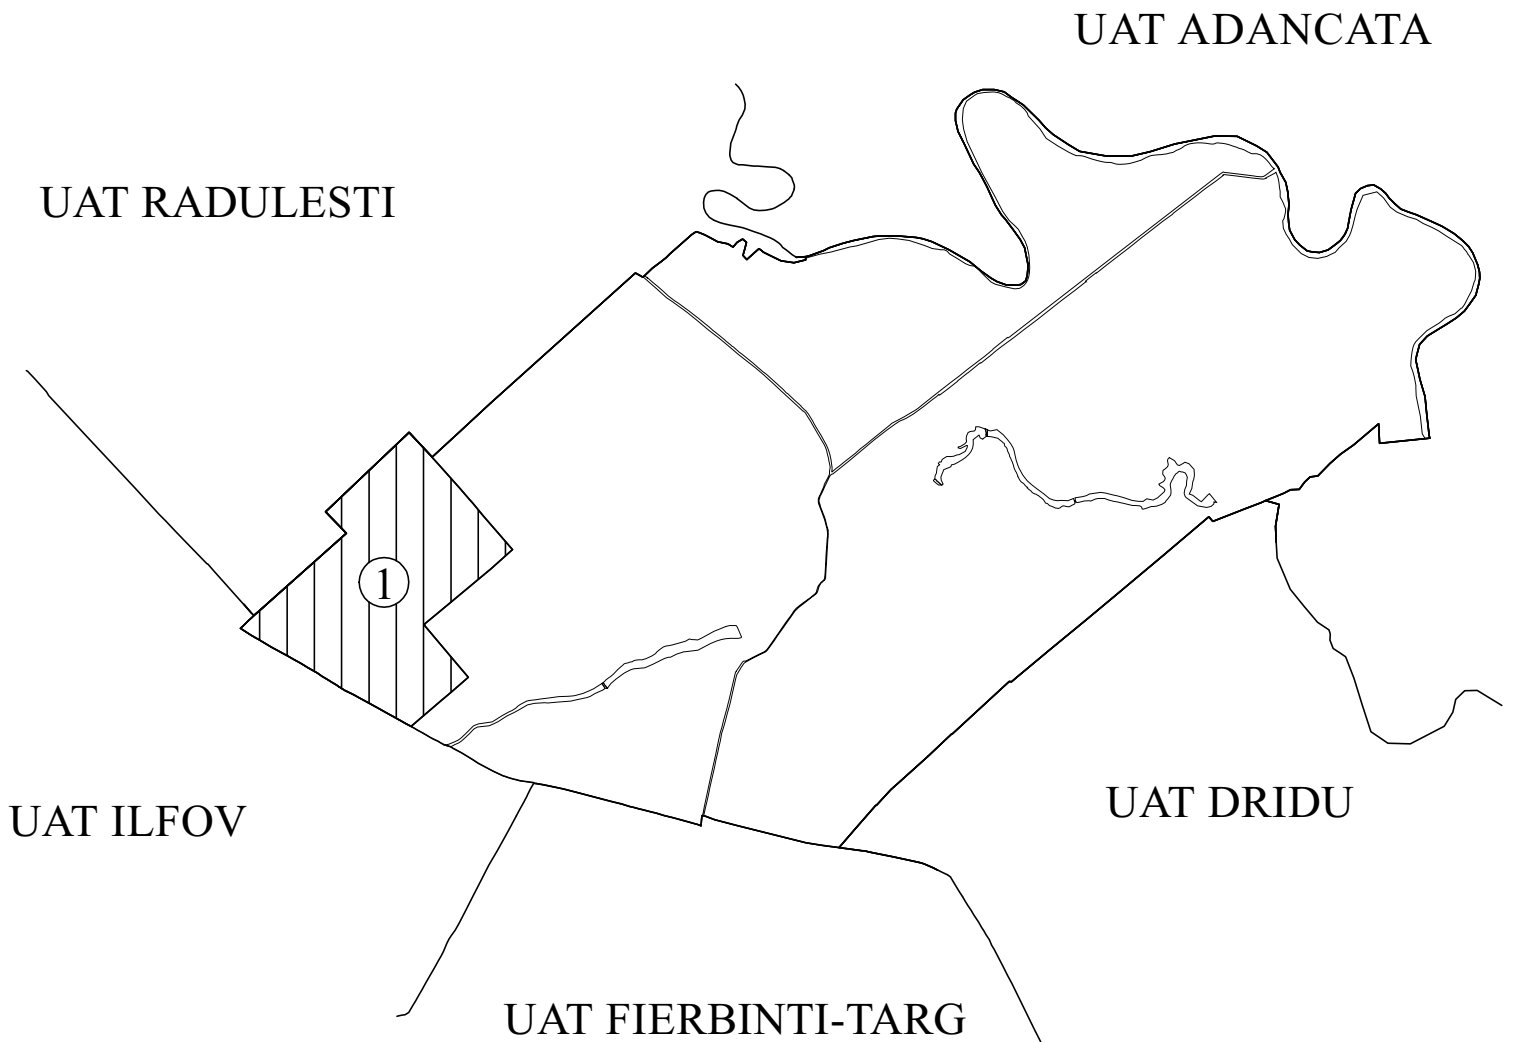 UAT ADANCATA
UAT RADULESTI
1
UAT DRIDU
UAT ILFOV
UAT FIERBINTI-TARG